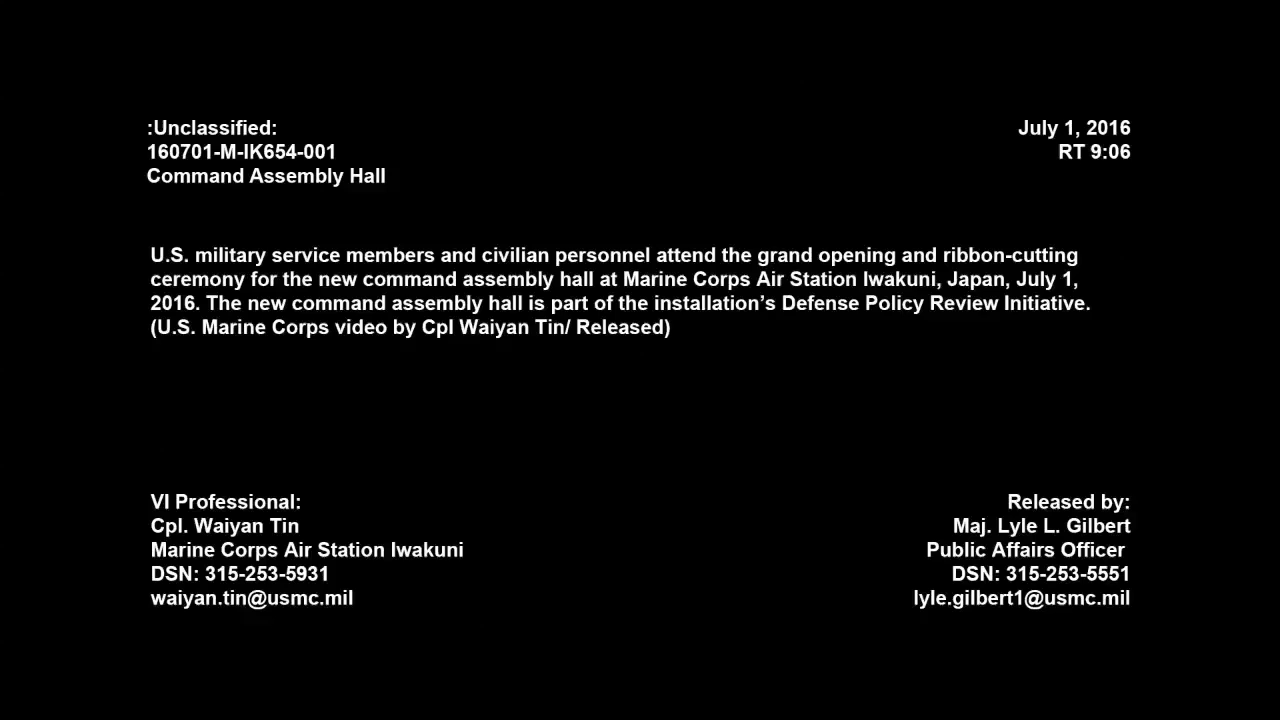 :Unclassified:
160701-M-IK654-001
Command Assembly Hall
July 1, 2016
RT 9:06
U.S. military service members and civilian personnel attend the grand opening and ribbon-cutting
ceremony for the new command assembly hall at Marine Corps Air Station Iwakuni, Japan, July 1,
2016. The new command assembly hall is part of the installation’s Defense Policy Review Initiative.
(U.S. Marine Corps video by Cpl Waiyan Tin/ Released)
VI Professional:
Cpl. Waiyan Tin
Marine Corps Air Station Iwakuni
DSN: 315-253-5931
waiyan.tin@usmc.mil
Released by:
Maj. Lyle L. Gilbert
Public Affairs Officer
DSN: 315-253-5551
lyle.gilbert1@usmc.mil